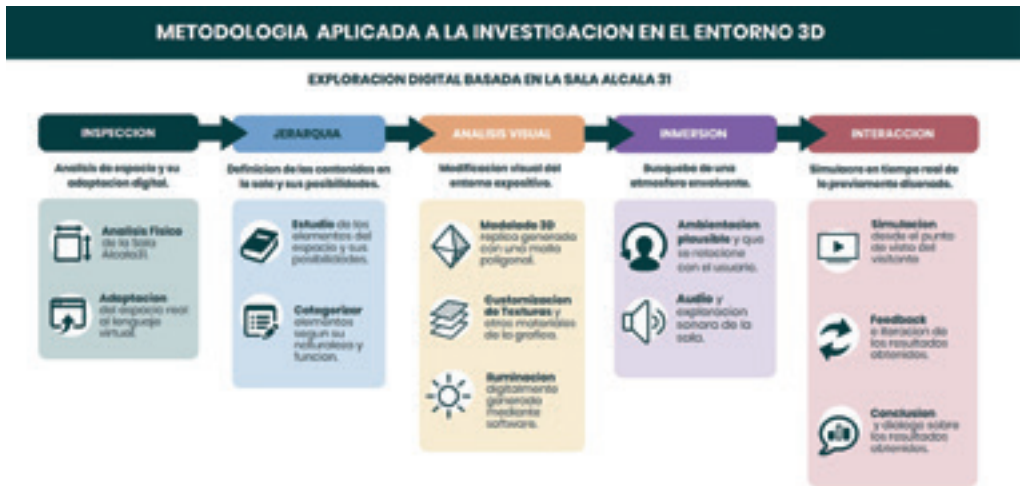 METODOLOGIA APLICADA A LA INVESTIGACION EN EL ENTORNO 3D
EXPLORACION DIGITAL BASADA EN LA SALA ALCALA 31
INSPECCION
Analisis de espacio y su
adaptacion digital.
Analisis Fisico
de la Sala
Alcala31.
Adaptacion
del espacio real
al lenguaje
virtual.
JERARQUIA
Definicion de los contenidos en
la sala y sus posibilidades.
Estudio de los
elementos del
espacio y sus
posibilidades.
Categorizar
elementos
segun su
naturaleza y
funcion.
ANALISIS VISUAL
Modificacion visual del
entorno expositivo.
Modelado 3D
replica generada
con una malla
poligonal.
Customizacion
de Texturas y
otros materiales
de la grafica.
Iluminacion
digitalmente
generada
mediante
software.
INMERSION
Busqueba de una
atmosfera envolvente.
Ambientacion
plausible y que
se relacione
con el usuario.
Audio y
exploracion
sonora de la
sala.
INTERACCION
Simulacro en tiempo real de
lo previamente disenado.
Simulacion
desde el punto
de vista del
visitante
Feedback
e iteracion de
los resultados
obtenidos.
Conclusion
y dialogo sobre
los resultados
obtenidos.